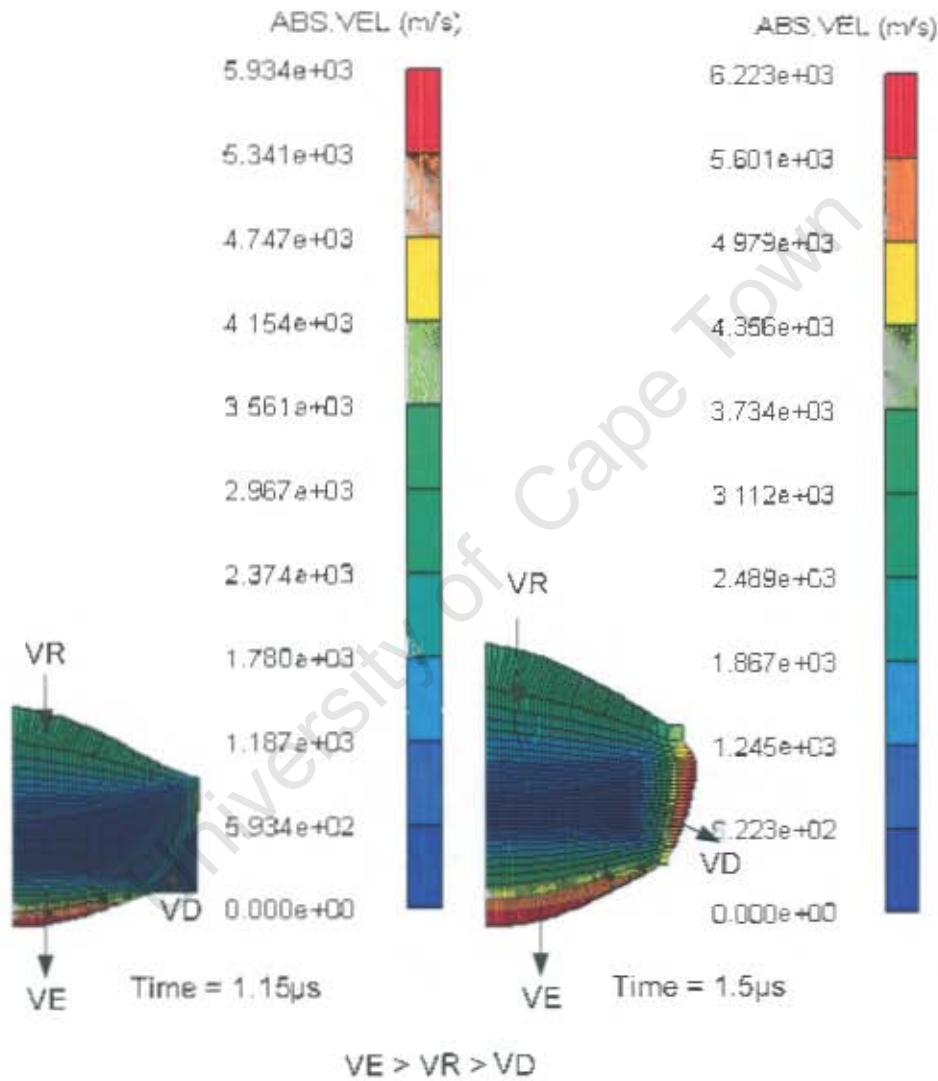 ABS.VEL (m/s)
5.934e+03
5.341e+03
4.747e+03
4 154e+03
3 561e+03
2.967e+03
2.374e+03
1.780e+03
1.187e+03
5.934e+02
0.000e+00
VR
VD
VE
Time = 1.15µs
ABS.VEL (m/s)
6.223e+03
5.601e+03
4 979e+03
4.356e+03
3.734e+03
3 112e+03
2.489e+03
1.867e+03
1.245e+03
6.223e+02
0.000e+00
VR
VD
VE
Time = 1.5µs
VE > VR > VD
University of Cape Town